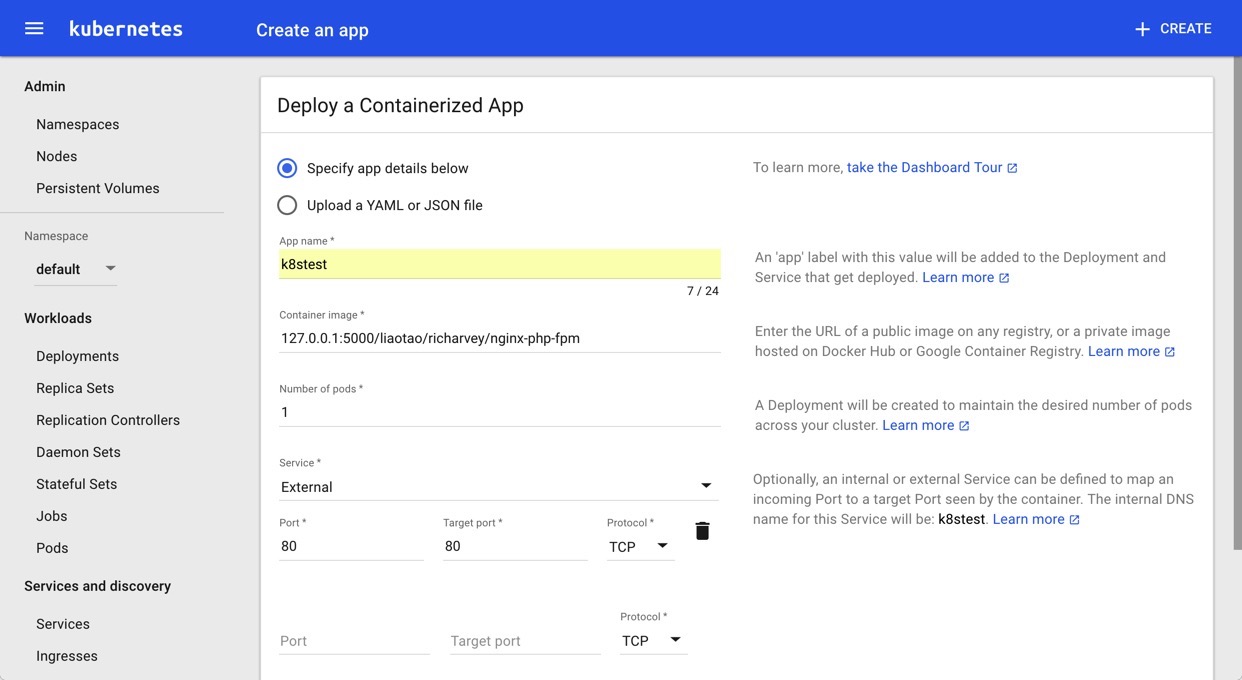 kubernetes
Create an app
CREATE
Admin
Namespaces
Nodes
Persistent Volumes
Namespace
default
Workloads
Deployments
Replica Sets
Replication Controllers
Daemon Sets
Stateful Sets
Jobs
Pods
Services and discovery
Services
Ingresses
Deploy a Containerized App
Specify app details below
To learn more, take the Dashboard Tour
Upload a YAML or JSON file
App name *
k8stest
7 / 24
An 'app' label with this value will be added to the Deployment and
Service that get deployed. Learn more
Container image *
127.0.0.1:5000/liaotao/richarvey/nginx-php-fpm
Enter the URL of a public image on any registry, or a private image
hosted on Docker Hub or Google Container Registry. Learn more
Number of pods *
1
A Deployment will be created to maintain the desired number of pods
across your cluster. Learn more
Service *
External
Optionally, an internal or external Service can be defined to map an
incoming Port to a target Port seen by the container. The internal DNS
name for this Service will be: k8stest. Learn more
Port * Target port * Protocol *
80 80 TCP
Protocol *
Port Target port TCP